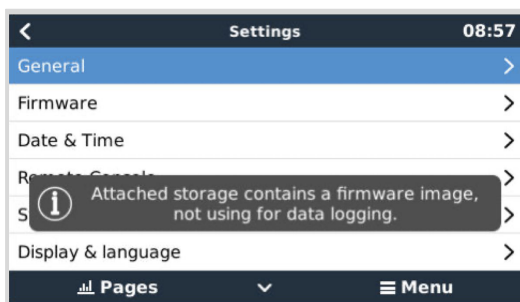 Settings 08:57
General
Firmware
Date & Time
Attached storage contains a firmware image,
not using for data logging.
Display & language
Pages Menu